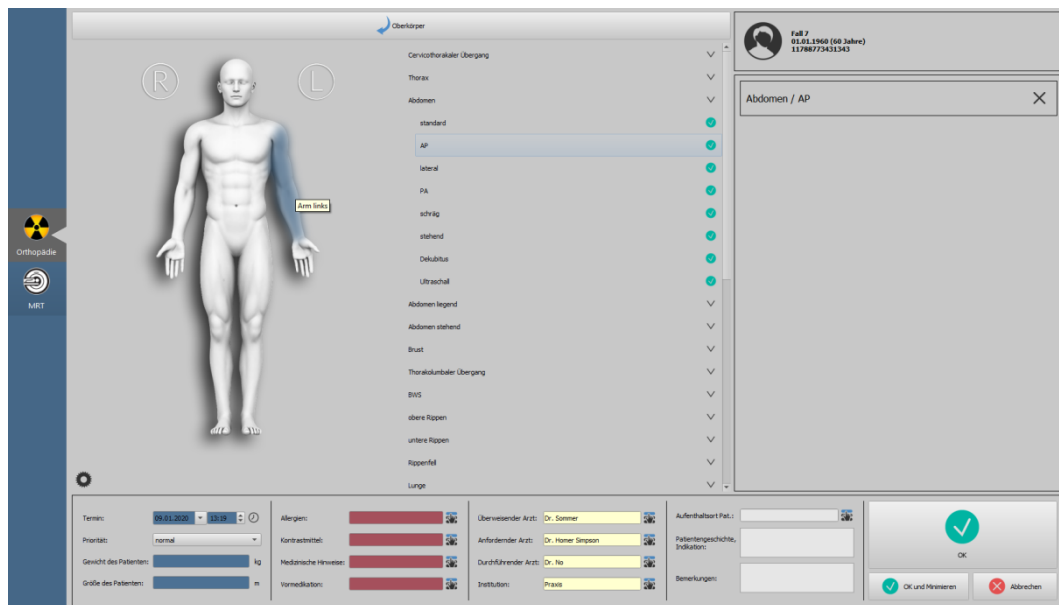 Oberkörper
R
L
Arm links
Orthopädie
MRT
Cervicothorakaler Übergang
Thorax
Abdomen
standard
AP
lateral
PA
schräg
stehend
Dekubitus
Ultraschall
Abdomen liegend
Abdomen stehend
Brust
Thorakolumbaler Übergang
BWS
obere Rippen
untere Rippen
Rippenfell
Lunge
Fall 7
01.01.1960 (60 Jahre)
11788773431343
Abdomen / AP
Termin: 09.01.2020 13:19
Priorität: normal
Gewicht des Patienten: kg
Größe des Patienten: m
Allergien:
Kontrastmittel:
Medizinische Hinweise:
Vormedikation:
Überweisender Arzt: Dr. Sommer
Anfordernder Arzt: Dr. Homer Simpson
Durchführender Arzt: Dr. No
Institution: Praxis
Aufenthaltsort Pat.:
Patientengeschichte,
Indikation:
Bemerkungen:
OK
OK und Minimieren
Abbrechen